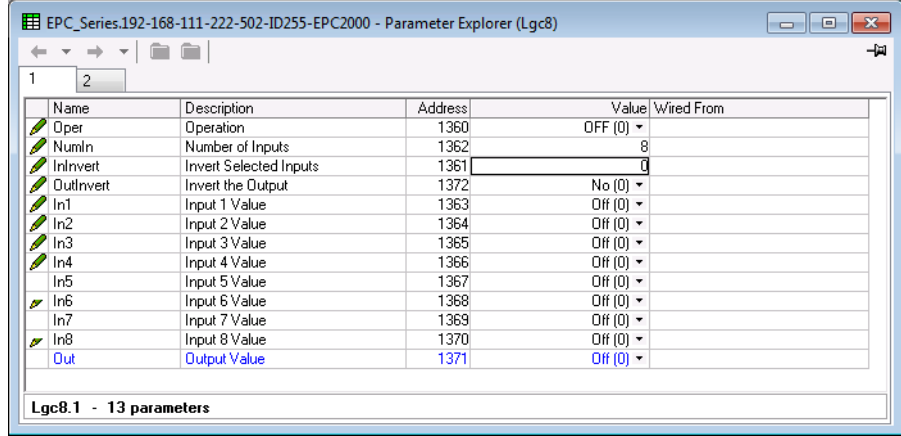 EPC_Series.192-168-111-222-502-ID255-EPC2000 - Parameter Explorer (Lgc8)
1 2
Name Description Address Value Wired From
Oper Operation 1360 OFF (0)
NumIn Number of Inputs 1362 8
InInvert Invert Selected Inputs 1361 0
OutInvert Invert the Output 1372 No (0)
In1 Input 1 Value 1363 Off (0)
In2 Input 2 Value 1364 Off (0)
In3 Input 3 Value 1365 Off (0)
In4 Input 4 Value 1366 Off (0)
In5 Input 5 Value 1367 Off (0)
In6 Input 6 Value 1368 Off (0)
In7 Input 7 Value 1369 Off (0)
In8 Input 8 Value 1370 Off (0)
Out Output Value 1371 Off (0)
Lgc8.1 - 13 parameters